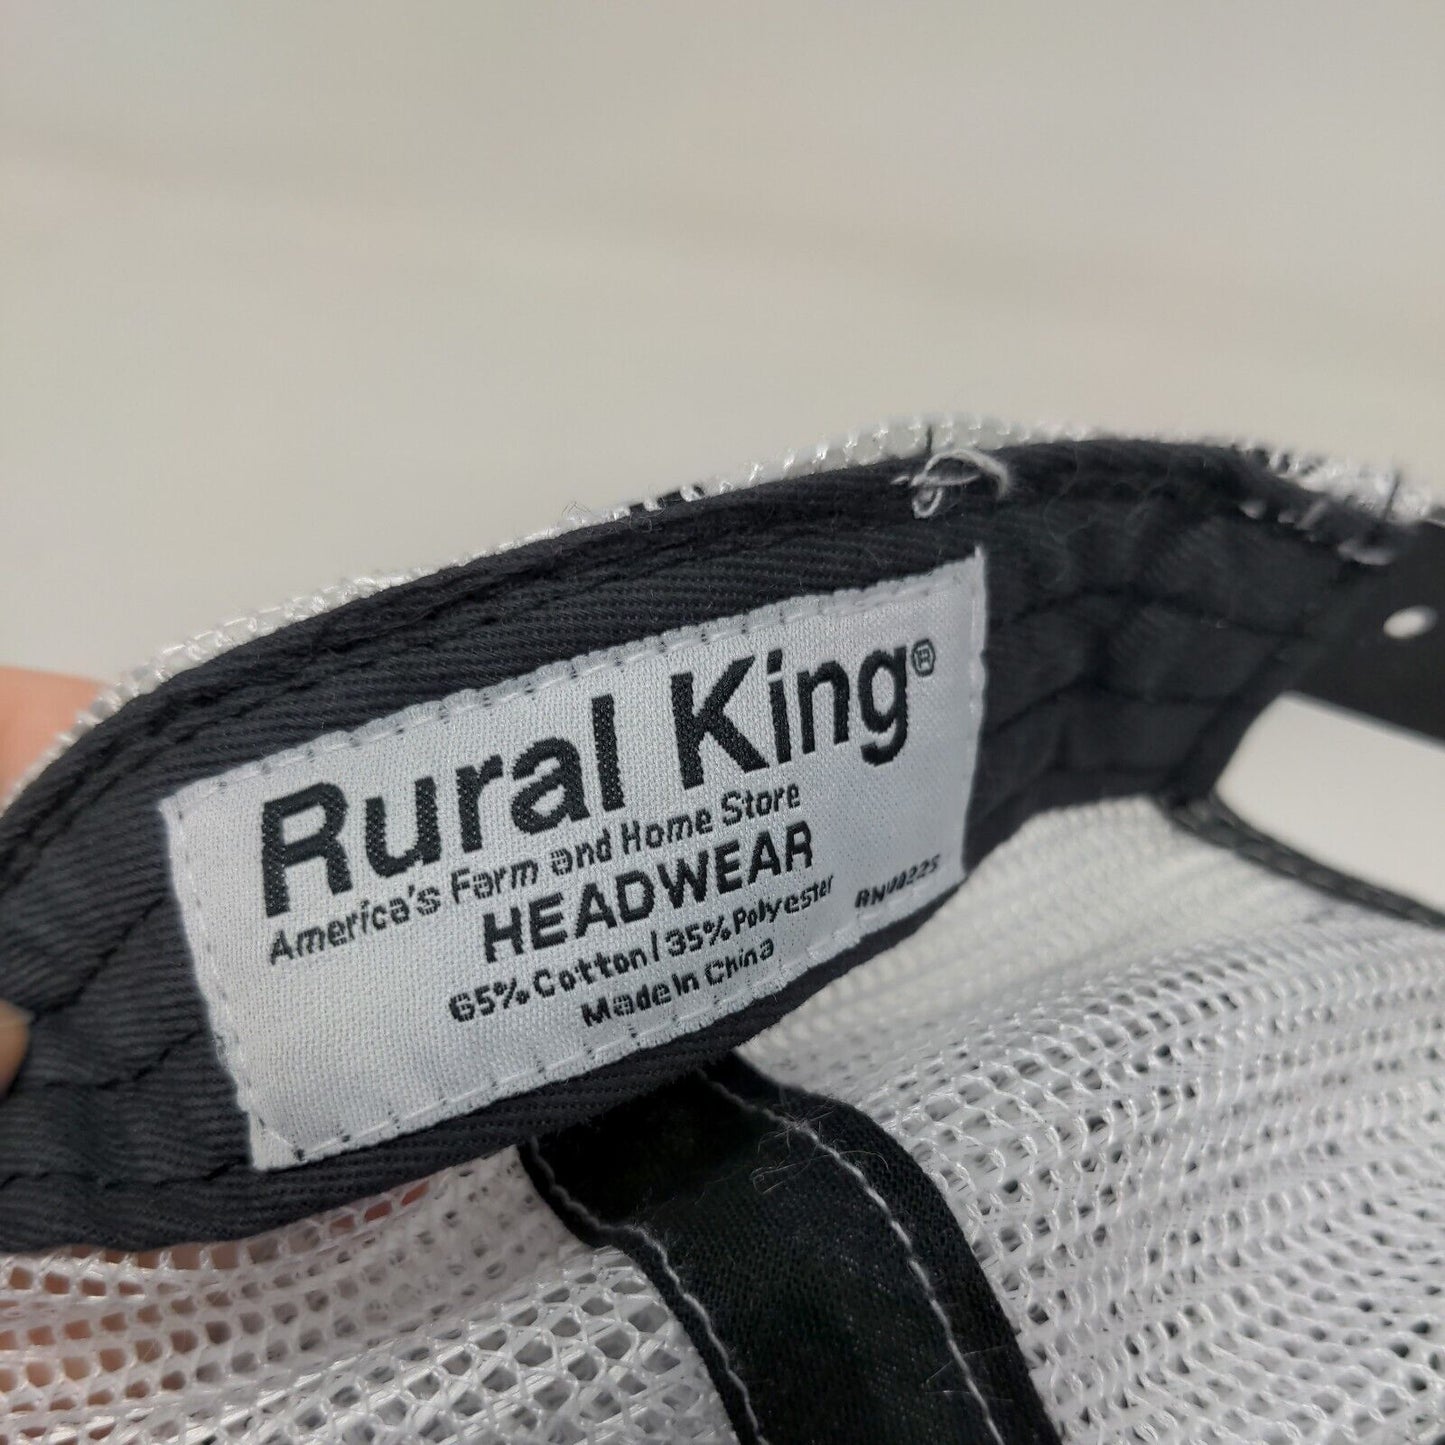 Rural King®
America's Farm and Home Store
HEADWEAR
65% Cotton / 35% Polyester
Made In China